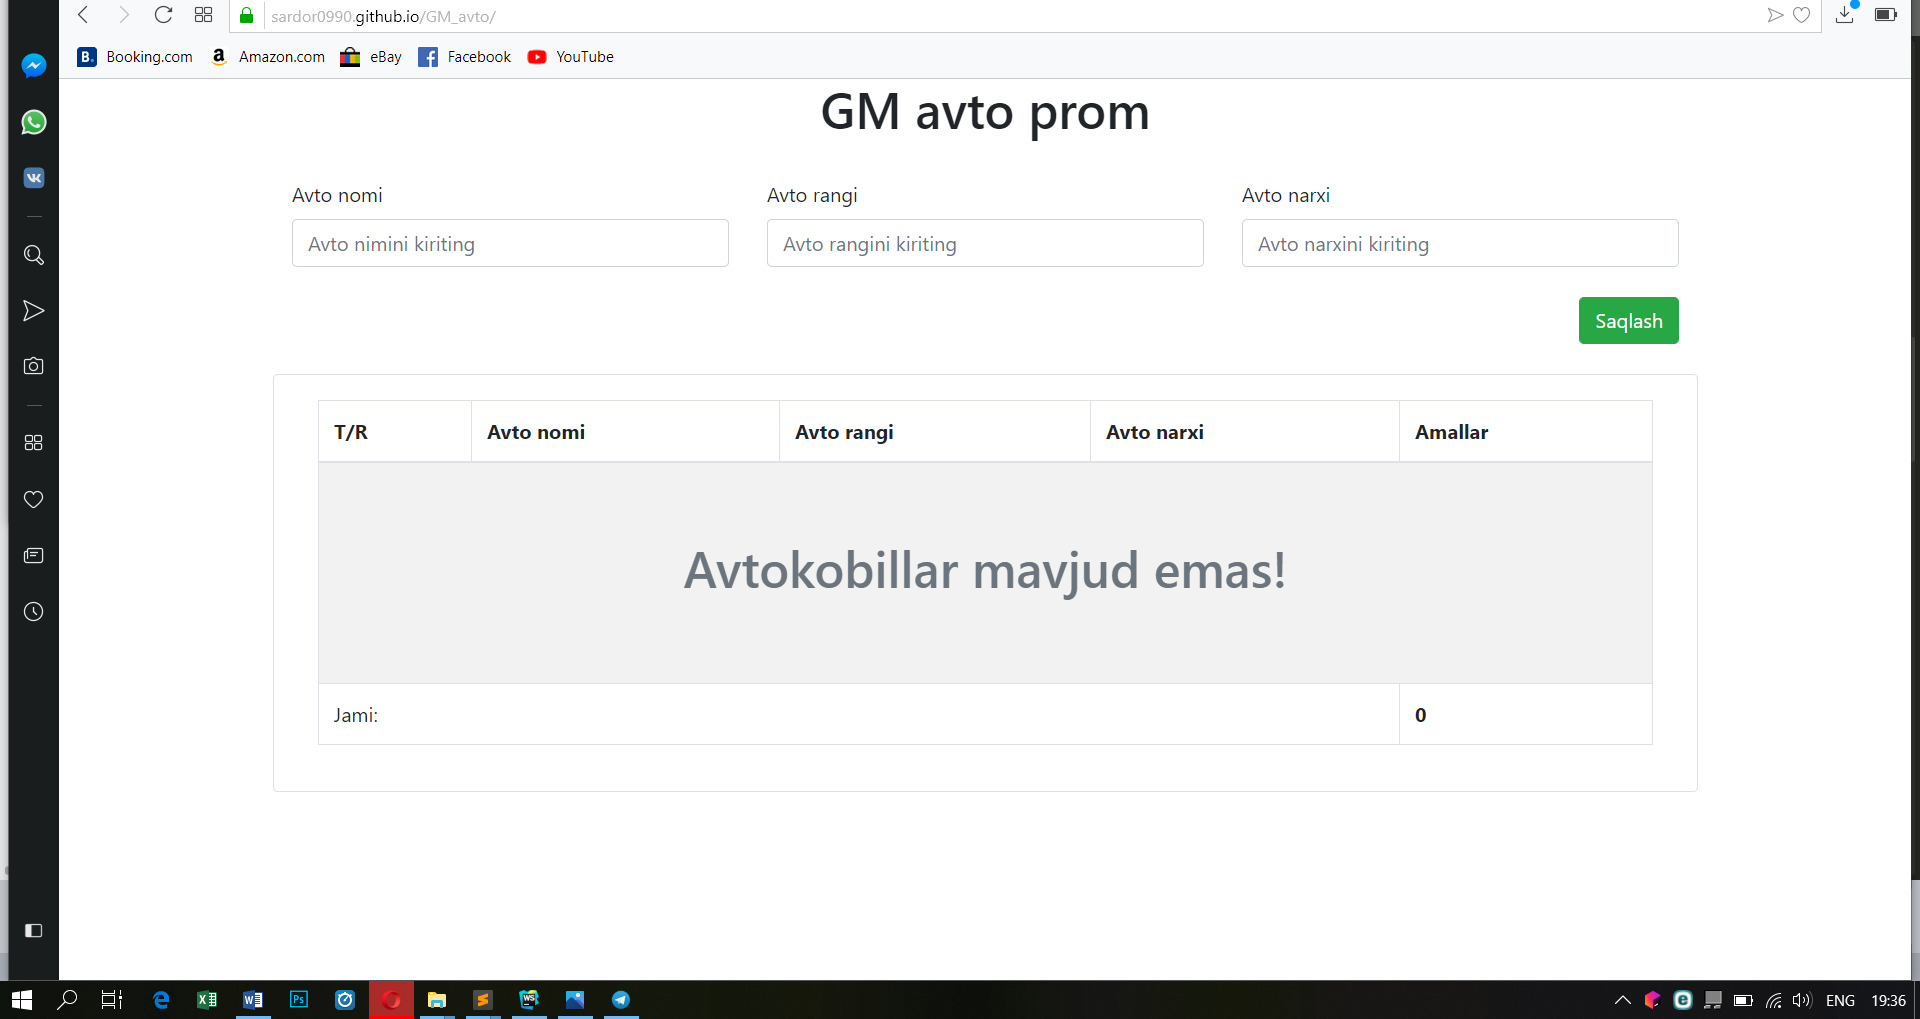 sardor0990.github.io/GM_avto/
B. Booking.com a Amazon.com eBay Facebook YouTube
GM avto prom
Avto nomi Avto rangi Avto narxi
Avto nimini kiriting Avto rangini kiriting Avto narxini kiriting
Saqlash
T/R Avto nomi Avto rangi Avto narxi Amallar
Avtokobillar mavjud emas!
Jami: 0
ENG 19:36